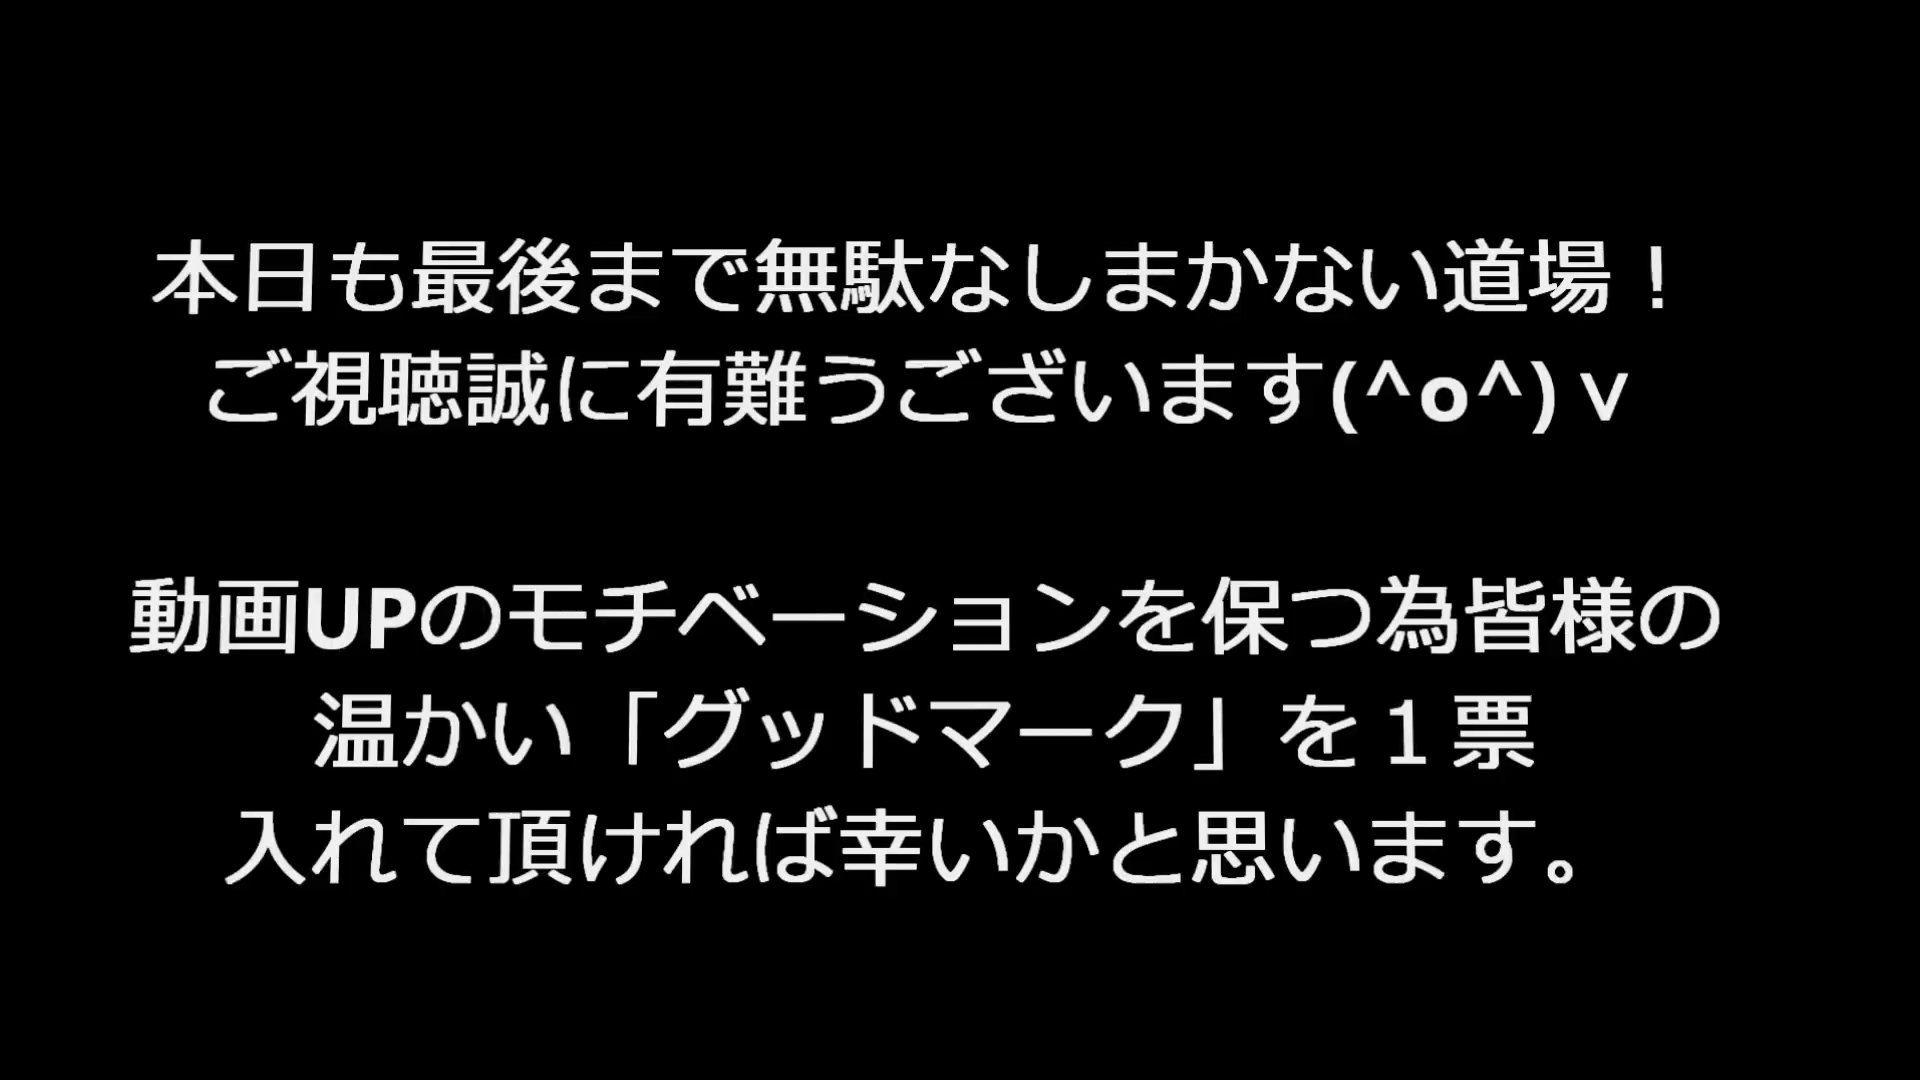 本日も最後まで無駄なしまかない道場！
ご視聴誠に有難うございます(^o^)ｖ
動画UPのモチベーションを保つ為皆様の
温かい「グッドマーク」を１票
入れて頂ければ幸いかと思います。